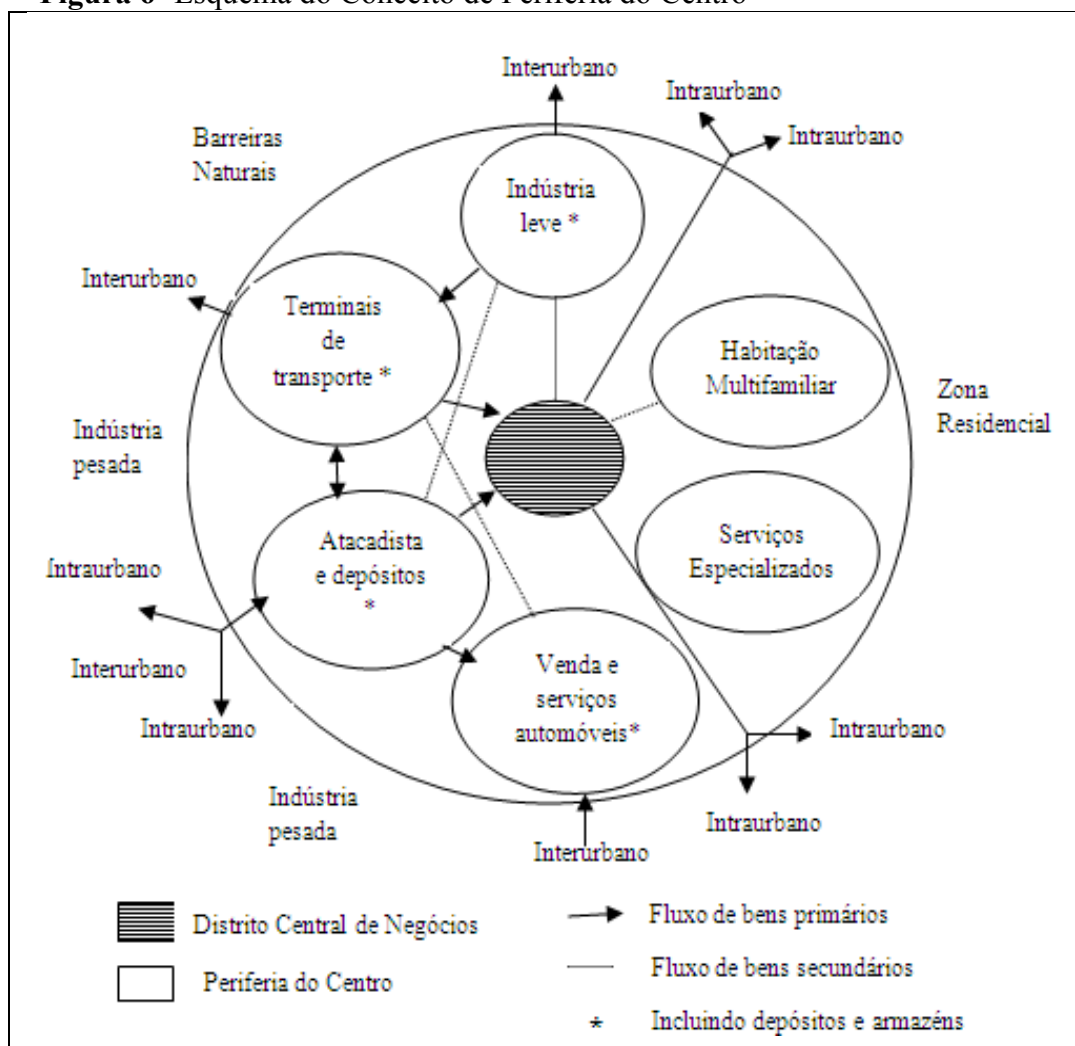 Figura 6- Esquema do Conceito de Periferia do Centro
Interurbano
Intraurbano
Intraurbano
Barreiras
Naturais
Indústria
leve *
Interurbano
Terminais
de
transporte *
Habitação
Multifamiliar
Zona
Residencial
Indústria
pesada
Atacadista
e depósitos
*
Serviços
Especializados
Intraurbano
Interurbano
Intraurbano
Venda e
serviços
automóveis*
Intraurbano
Indústria
pesada
Intraurbano
Interurbano
Distrito Central de Negócios
Periferia do Centro
Fluxo de bens primários
Fluxo de bens secundários
* Incluindo depósitos e armazéns